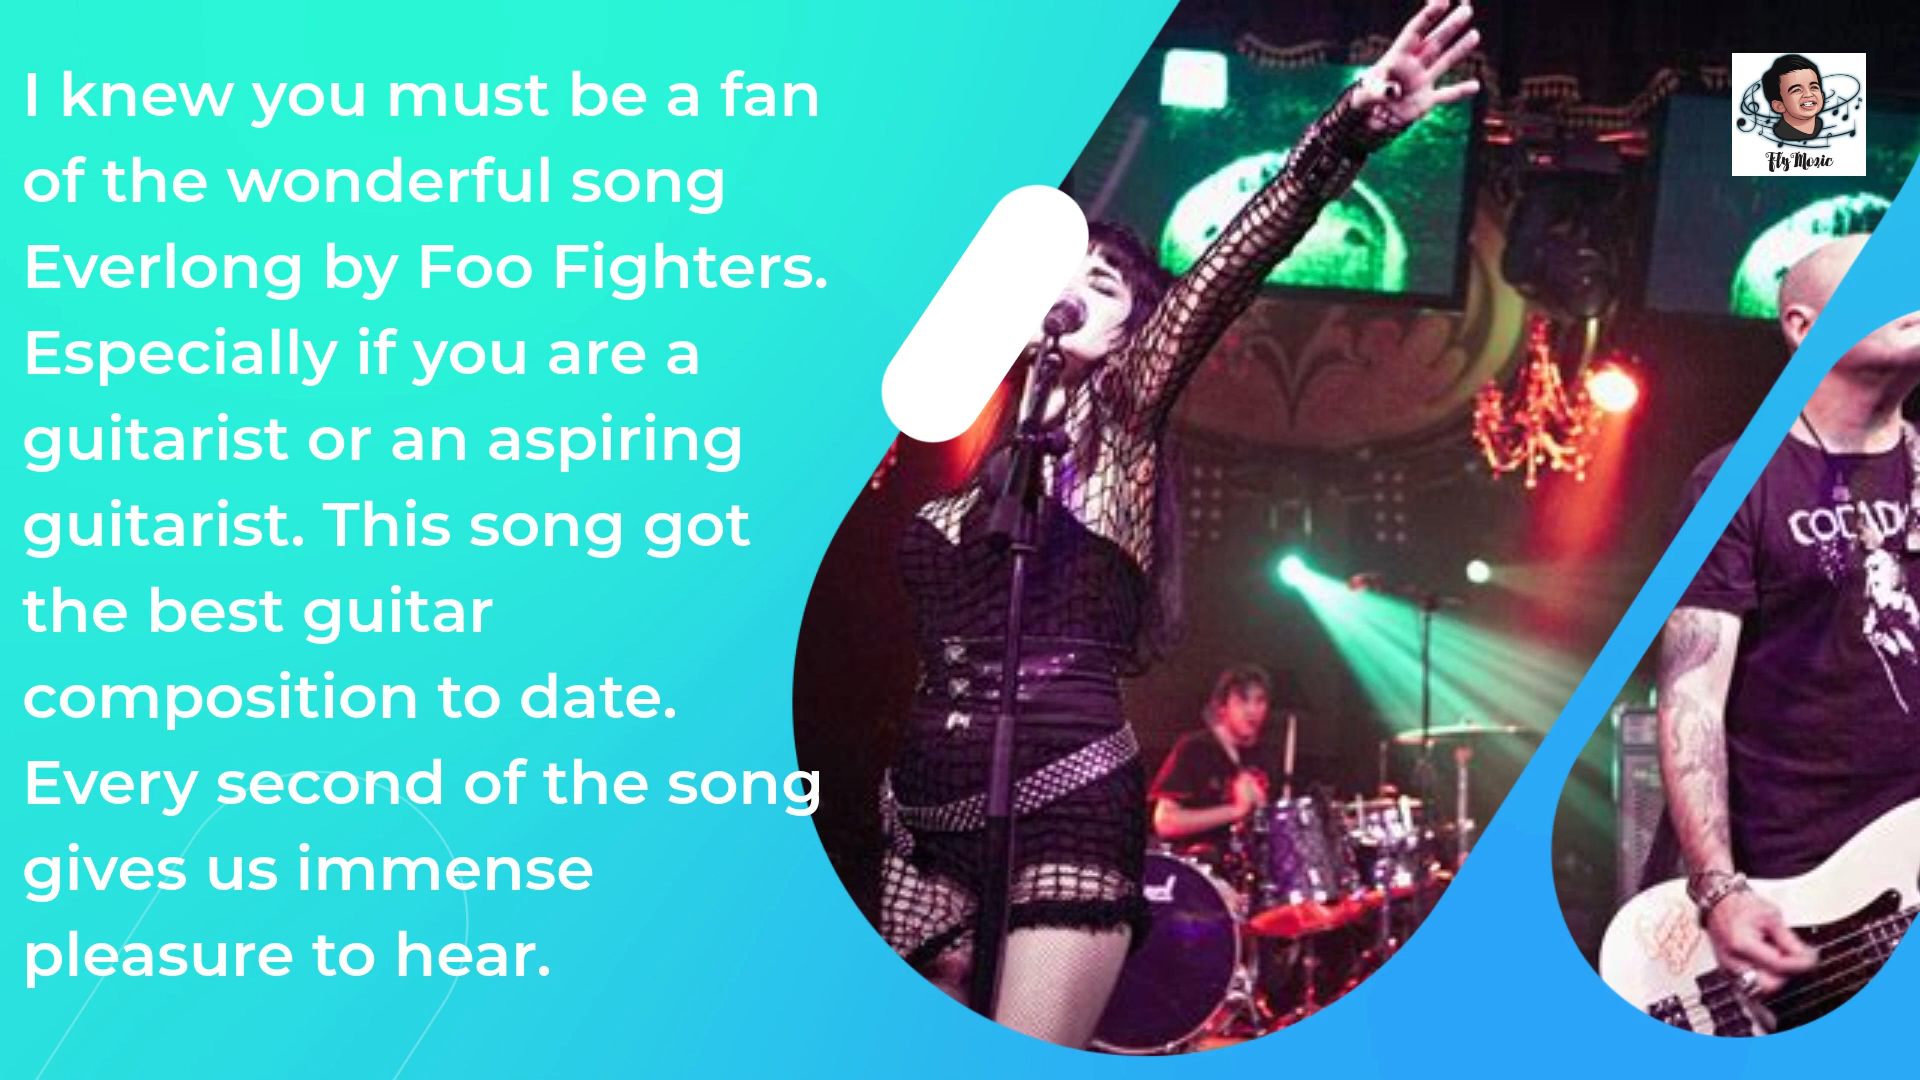 I knew you must be a fan
of the wonderful song
Everlong by Foo Fighters.
Especially if you are a
guitarist or an aspiring
guitarist. This song got
the best guitar
composition to date.
Every second of the song
gives us immense
pleasure to hear.
Fly Mozic